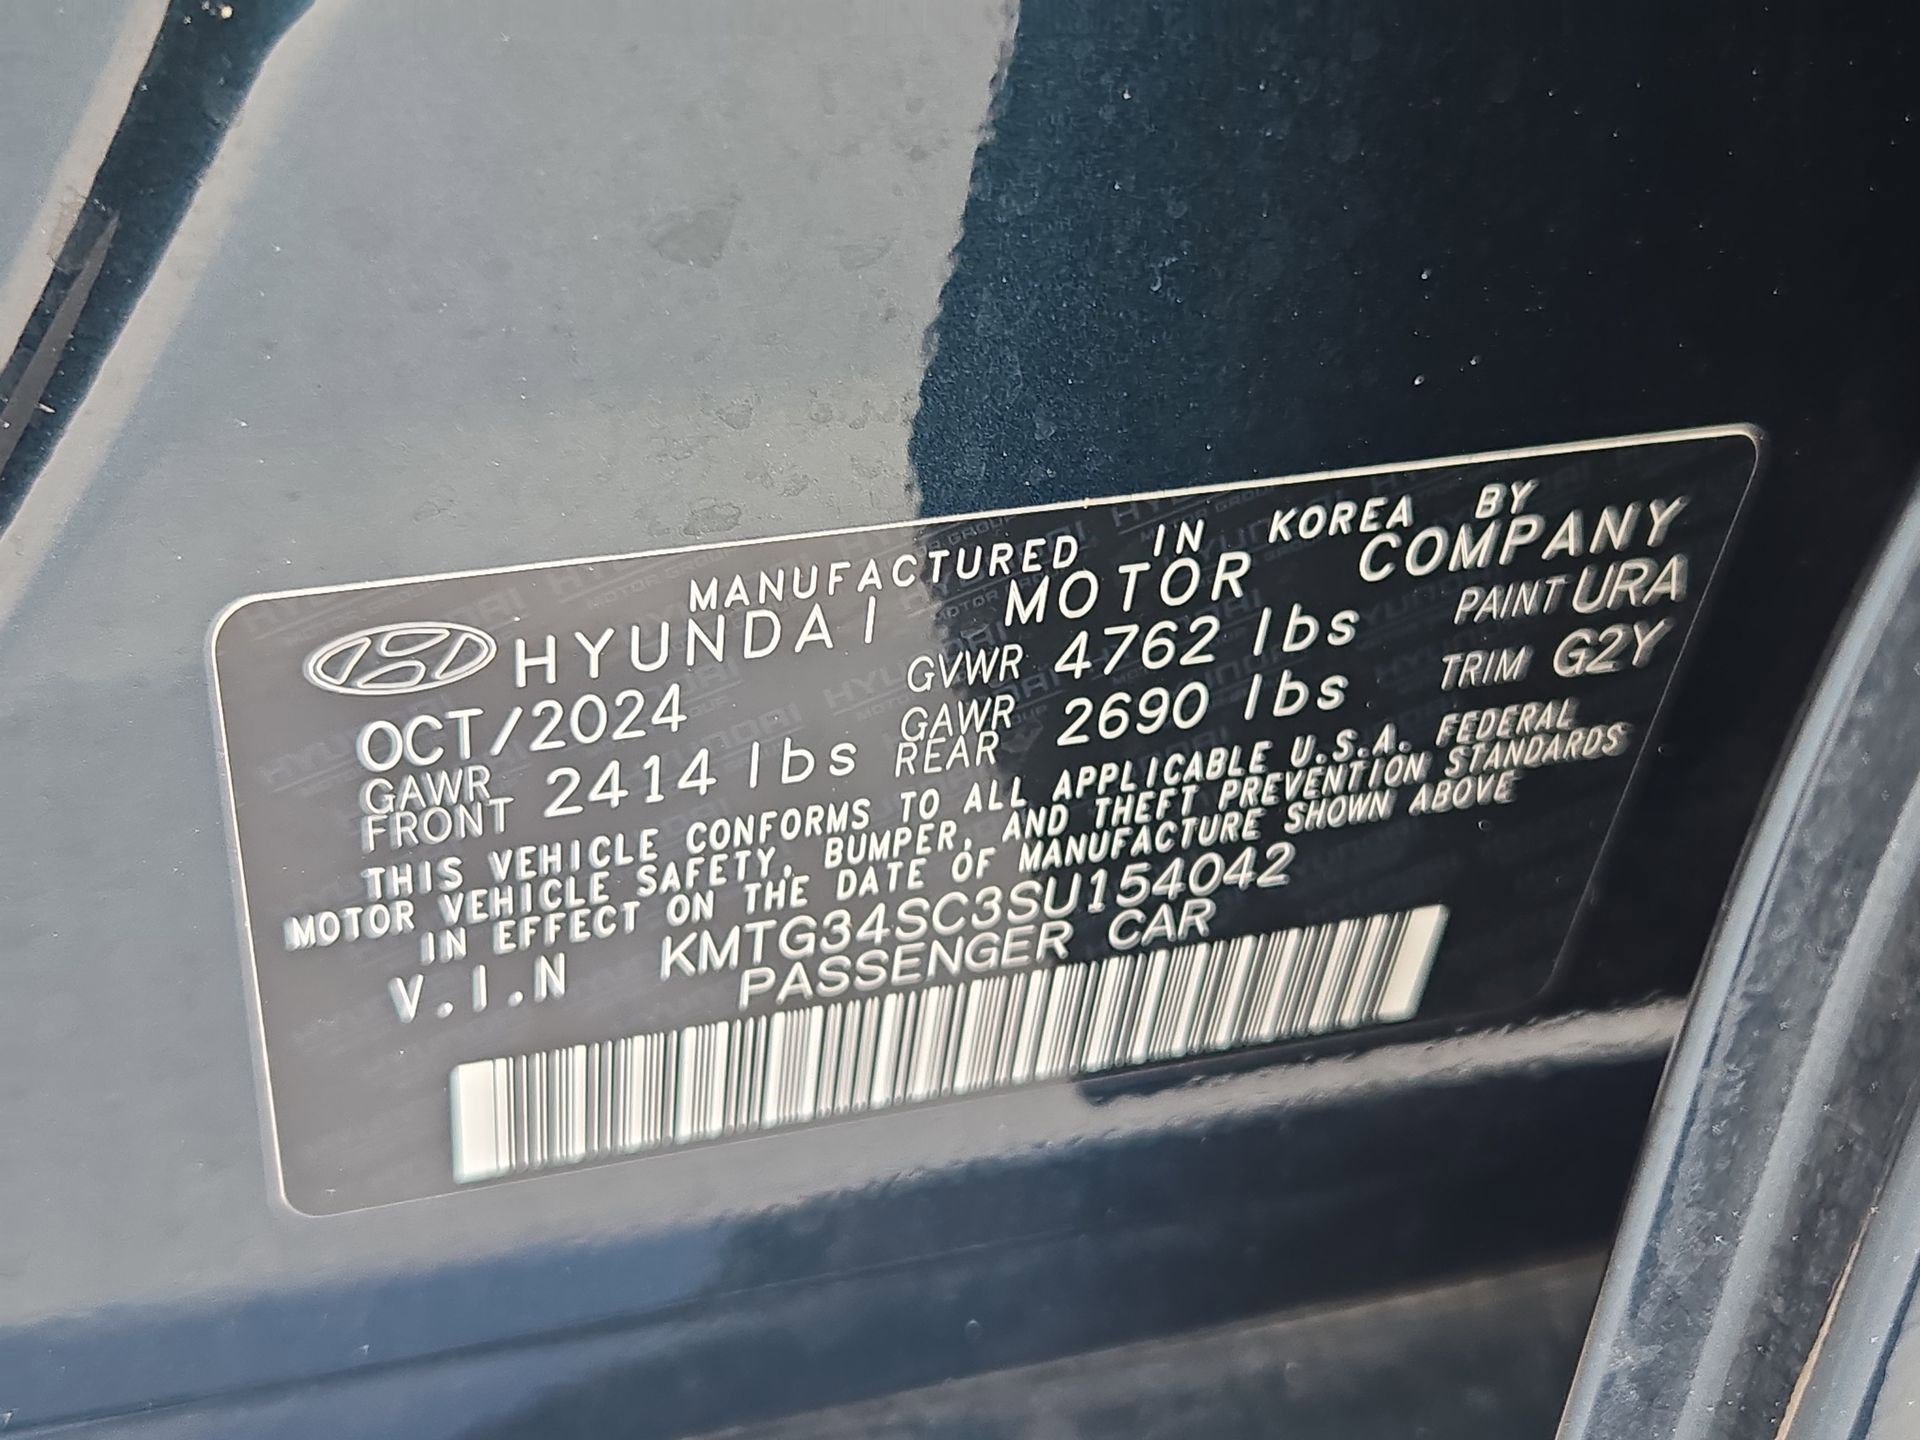 MANUFACTURED IN KOREA BY
HYUNDAI MOTOR COMPANY
OCT/2024 GVWR 4762 lbs PAINT URA
GAWR FRONT 2414 lbs GAWR REAR 2690 lbs TRIM G2Y
THIS VEHICLE CONFORMS TO ALL APPLICABLE U.S.A. FEDERAL
MOTOR VEHICLE SAFETY, BUMPER, AND THEFT PREVENTION STANDARDS
IN EFFECT ON THE DATE OF MANUFACTURE SHOWN ABOVE
V.I.N KMTG34SC3SU154042
PASSENGER CAR